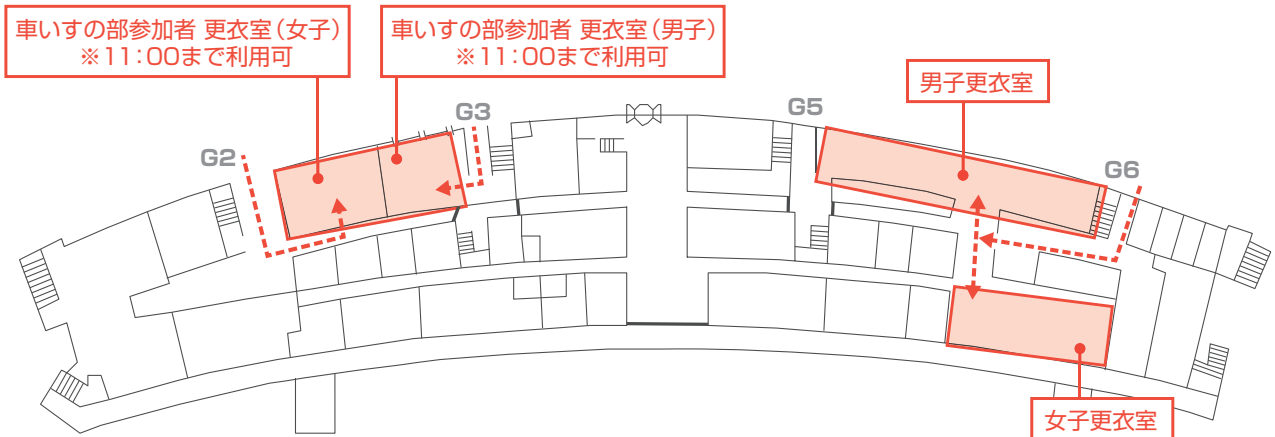 車いすの部参加者 更衣室(女子)
※11:00まで利用可
車いすの部参加者 更衣室(男子)
※11:00まで利用可
男子更衣室
G5
G3
G2
G6
女子更衣室